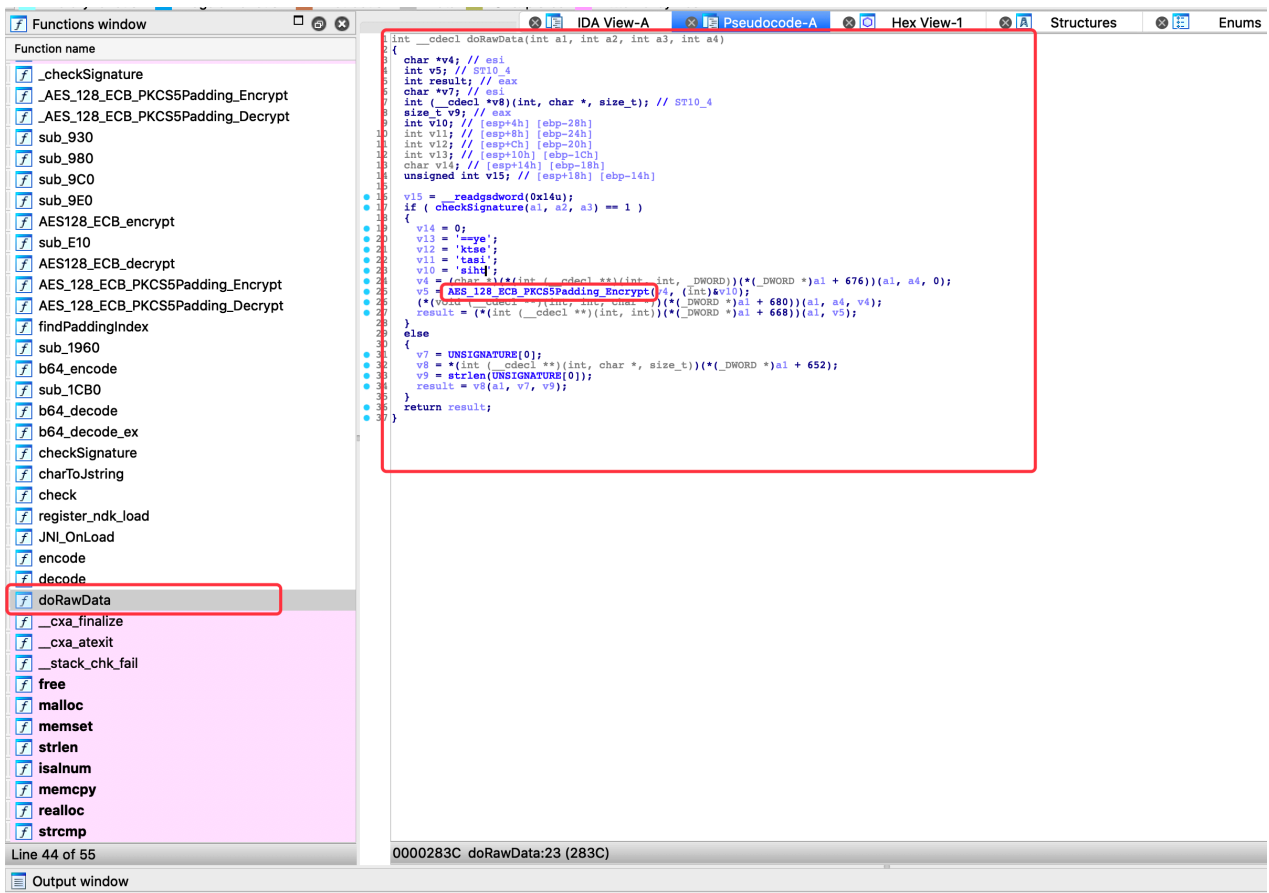 Functions window
Function name
_checkSignature
_AES_128_ECB_PKCS5Padding_Encrypt
_AES_128_ECB_PKCS5Padding_Decrypt
sub_930
sub_980
sub_9C0
sub_9E0
AES128_ECB_encrypt
sub_E10
AES128_ECB_decrypt
AES_128_ECB_PKCS5Padding_Encrypt
AES_128_ECB_PKCS5Padding_Decrypt
findPaddingIndex
sub_1960
b64_encode
sub_1CB0
b64_decode
b64_decode_ex
checkSignature
charToJstring
check
register_ndk_load
JNI_OnLoad
encode
decode
doRawData
__cxa_finalize
__cxa_atexit
__stack_chk_fail
free
malloc
memset
strlen
isalnum
memcpy
realloc
strcmp
Line 44 of 55
IDA View-A
Pseudocode-A
Hex View-1
Structures
Enums
1 int __cdecl doRawData(int a1, int a2, int a3, int a4)
2 {
3 char *v4; // esi
4 int v5; // ST10_4
5 int result; // eax
6 char *v7; // esi
7 int (__cdecl *v8)(int, char *, size_t); // ST10_4
8 size_t v9; // eax
9 int v10; // [esp+4h] [ebp-28h]
10 int v11; // [esp+8h] [ebp-24h]
11 int v12; // [esp+Ch] [ebp-20h]
12 int v13; // [esp+10h] [ebp-1Ch]
13 char v14; // [esp+14h] [ebp-18h]
14 unsigned int v15; // [esp+18h] [ebp-14h]
15
16 v15 = __readgsdword(0x14u);
17 if ( checkSignature(a1, a2, a3) == 1 )
18 {
19 v14 = 0;
20 v13 = '==ye';
21 v12 = 'ktse';
22 v11 = 'tasi';
23 v10 = 'siht';
24 v4 = (char *)(*(int (__cdecl **)(int, int, _DWORD))(*(_DWORD *)a1 + 676))(a1, a4, 0);
25 v5 = AES_128_ECB_PKCS5Padding_Encrypt(v4, (int)&v10);
26 (*(void (__cdecl **)(int, int, char *))(*(_DWORD *)a1 + 680))(a1, a4, v4);
27 result = (*(int (__cdecl **)(int, int))(*(_DWORD *)a1 + 668))(a1, v5);
28 }
29 else
30 {
31 v7 = UNSIGNATURE[0];
32 v8 = *(int (__cdecl **)(int, char *, size_t))(*(_DWORD *)a1 + 652);
33 v9 = strlen(UNSIGNATURE[0]);
34 result = v8(a1, v7, v9);
35 }
36 return result;
37 }
0000283C doRawData:23 (283C)
Output window